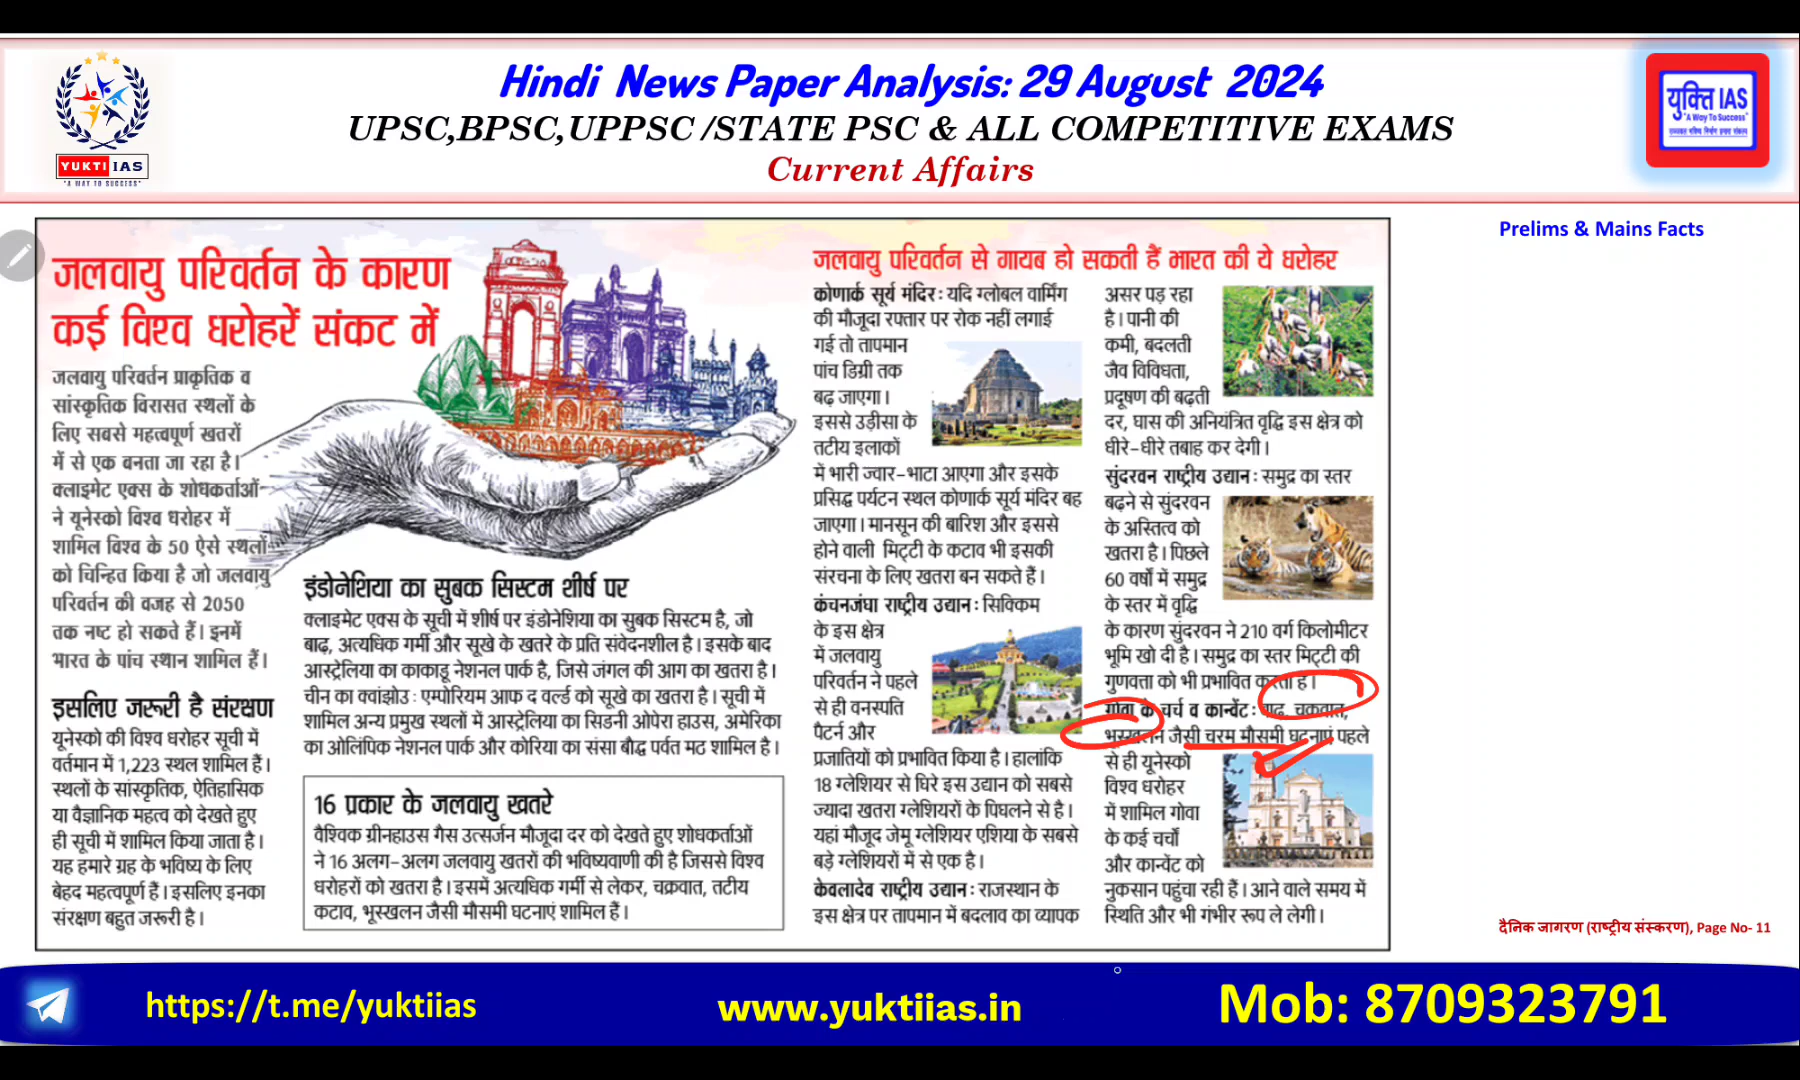 Hindi News Paper Analysis: 29 August 2024
UPSC,BPSC,UPPSC /STATE PSC & ALL COMPETITIVE EXAMS
Current Affairs
YUKTI IAS
"A WAY TO SUCCESS"
युक्ति IAS
"A Way To Success"
Prelims & Mains Facts
जलवायु परिवर्तन के कारण
कई विश्व धरोहरें संकट में
जलवायु परिवर्तन प्राकृतिक व
सांस्कृतिक विरासत स्थलों के
लिए सबसे महत्वपूर्ण खतरों
में से एक बनता जा रहा है।
क्लाइमेट एक्स के शोधकर्ताओं
ने यूनेस्को विश्व धरोहर में
शामिल विश्व के 50 ऐसे स्थलों
को चिन्हित किया है जो जलवायु
परिवर्तन की वजह से 2050
तक नष्ट हो सकते हैं। इनमें
भारत के पांच स्थान शामिल हैं।
इसलिए जरूरी है संरक्षण
यूनेस्को की विश्व धरोहर सूची में
वर्तमान में 1,223 स्थल शामिल हैं।
स्थलों के सांस्कृतिक, ऐतिहासिक
या वैज्ञानिक महत्व को देखते हुए
ही सूची में शामिल किया जाता है।
यह हमारे ग्रह के भविष्य के लिए
बेहद महत्वपूर्ण हैं। इसलिए इनका
संरक्षण बहुत जरूरी है।
इंडोनेशिया का सुबक सिस्टम शीर्ष पर
क्लाइमेट एक्स के सूची में शीर्ष पर इंडोनेशिया का सुबक सिस्टम है, जो
बाढ़, अत्यधिक गर्मी और सूखे के खतरे के प्रति संवेदनशील है। इसके बाद
आस्ट्रेलिया का काकाडू नेशनल पार्क है, जिसे जंगल की आग का खतरा है।
चीन का क्वांझोउ : एम्पोरियम आफ द वर्ल्ड को सूखे का खतरा है। सूची में
शामिल अन्य प्रमुख स्थलों में आस्ट्रेलिया का सिडनी ओपेरा हाउस, अमेरिका
का ओलिंपिक नेशनल पार्क और कोरिया का संसा बौद्ध पर्वत मठ शामिल है।
16 प्रकार के जलवायु खतरे
वैश्विक ग्रीनहाउस गैस उत्सर्जन मौजूदा दर को देखते हुए शोधकर्ताओं
ने 16 अलग-अलग जलवायु खतरों की भविष्यवाणी की है जिससे विश्व
धरोहरों को खतरा है। इसमें अत्यधिक गर्मी से लेकर, चक्रवात, तटीय
कटाव, भूस्खलन जैसी मौसमी घटनाएं शामिल हैं।
जलवायु परिवर्तन से गायब हो सकती हैं भारत की ये धरोहर
कोणार्क सूर्य मंदिर : यदि ग्लोबल वार्मिंग
की मौजूदा रफ्तार पर रोक नहीं लगाई
गई तो तापमान
पांच डिग्री तक
बढ़ जाएगा।
इससे उड़ीसा के
तटीय इलाकों
में भारी ज्वार-भाटा आएगा और इसके
प्रसिद्ध पर्यटन स्थल कोणार्क सूर्य मंदिर बह
जाएगा। मानसून की बारिश और इससे
होने वाली मिट्टी के कटाव भी इसकी
संरचना के लिए खतरा बन सकते हैं।
कंचनजंघा राष्ट्रीय उद्यान : सिक्किम
के इस क्षेत्र
में जलवायु
परिवर्तन ने पहले
से ही वनस्पति
पैटर्न और
प्रजातियों को प्रभावित किया है। हालांकि
18 ग्लेशियर से घिरे इस उद्यान को सबसे
ज्यादा खतरा ग्लेशियरों के पिघलने से है।
यहां मौजूद जेमू ग्लेशियर एशिया के सबसे
बड़े ग्लेशियरों में से एक है।
केवलादेव राष्ट्रीय उद्यान : राजस्थान के
इस क्षेत्र पर तापमान में बदलाव का व्यापक
असर पड़ रहा
है। पानी की
कमी, बदलती
जैव विविधता,
प्रदूषण की बढ़ती
दर, घास की अनियंत्रित वृद्धि इस क्षेत्र को
धीरे-धीरे तबाह कर देगी।
सुंदरवन राष्ट्रीय उद्यान : समुद्र का स्तर
बढ़ने से सुंदरवन
के अस्तित्व को
खतरा है। पिछले
60 वर्षों में समुद्र
के स्तर में वृद्धि
के कारण सुंदरवन ने 210 वर्ग किलोमीटर
भूमि खो दी है। समुद्र का स्तर मिट्टी की
गुणवत्ता को भी प्रभावित करता है।
गोवा के चर्च व कान्वेंट : बाढ़, चक्रवात,
भूस्खलन जैसी चरम मौसमी घटनाएं पहले
से ही यूनेस्को
विश्व धरोहर
में शामिल गोवा
के कई चर्चों
और कान्वेंट को
नुकसान पहुंचा रही हैं। आने वाले समय में
स्थिति और भी गंभीर रूप ले लेगी।
दैनिक जागरण (राष्ट्रीय संस्करण), Page No- 11
https://t.me/yuktiias
www.yuktiias.in
Mob: 8709323791